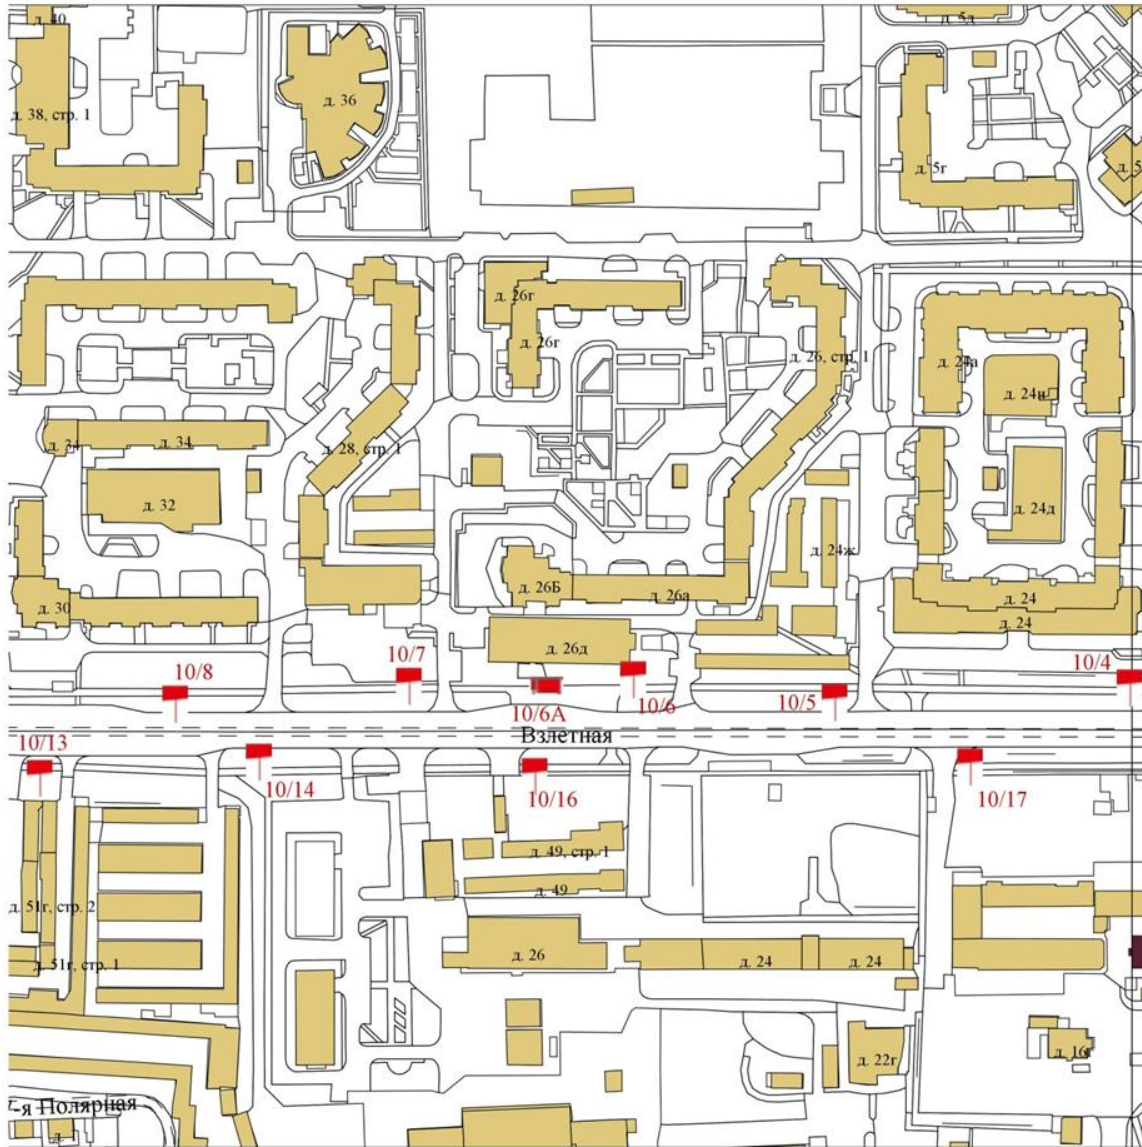 д. 40
д. 5д
д. 38, стр. 1
д. 36
д. 5г
д. 26г
д. 26г
д. 26, стр. 1
д. 24а
д. 24и
д. 34
д. 34
д. 28, стр. 1
д. 32
д. 24д
д. 24ж
д. 26Б
д. 26а
д. 30
д. 24
д. 24
д. 26д
10/8
10/7
10/6А
10/6
10/5
10/4
Взлетная
10/13
10/14
10/16
10/17
д. 49, стр. 1
д. 49
д. 51г, стр. 2
д. 51г, стр. 1
д. 26
д. 24
д. 24
д. 22г
д. 16г
-я Полярная